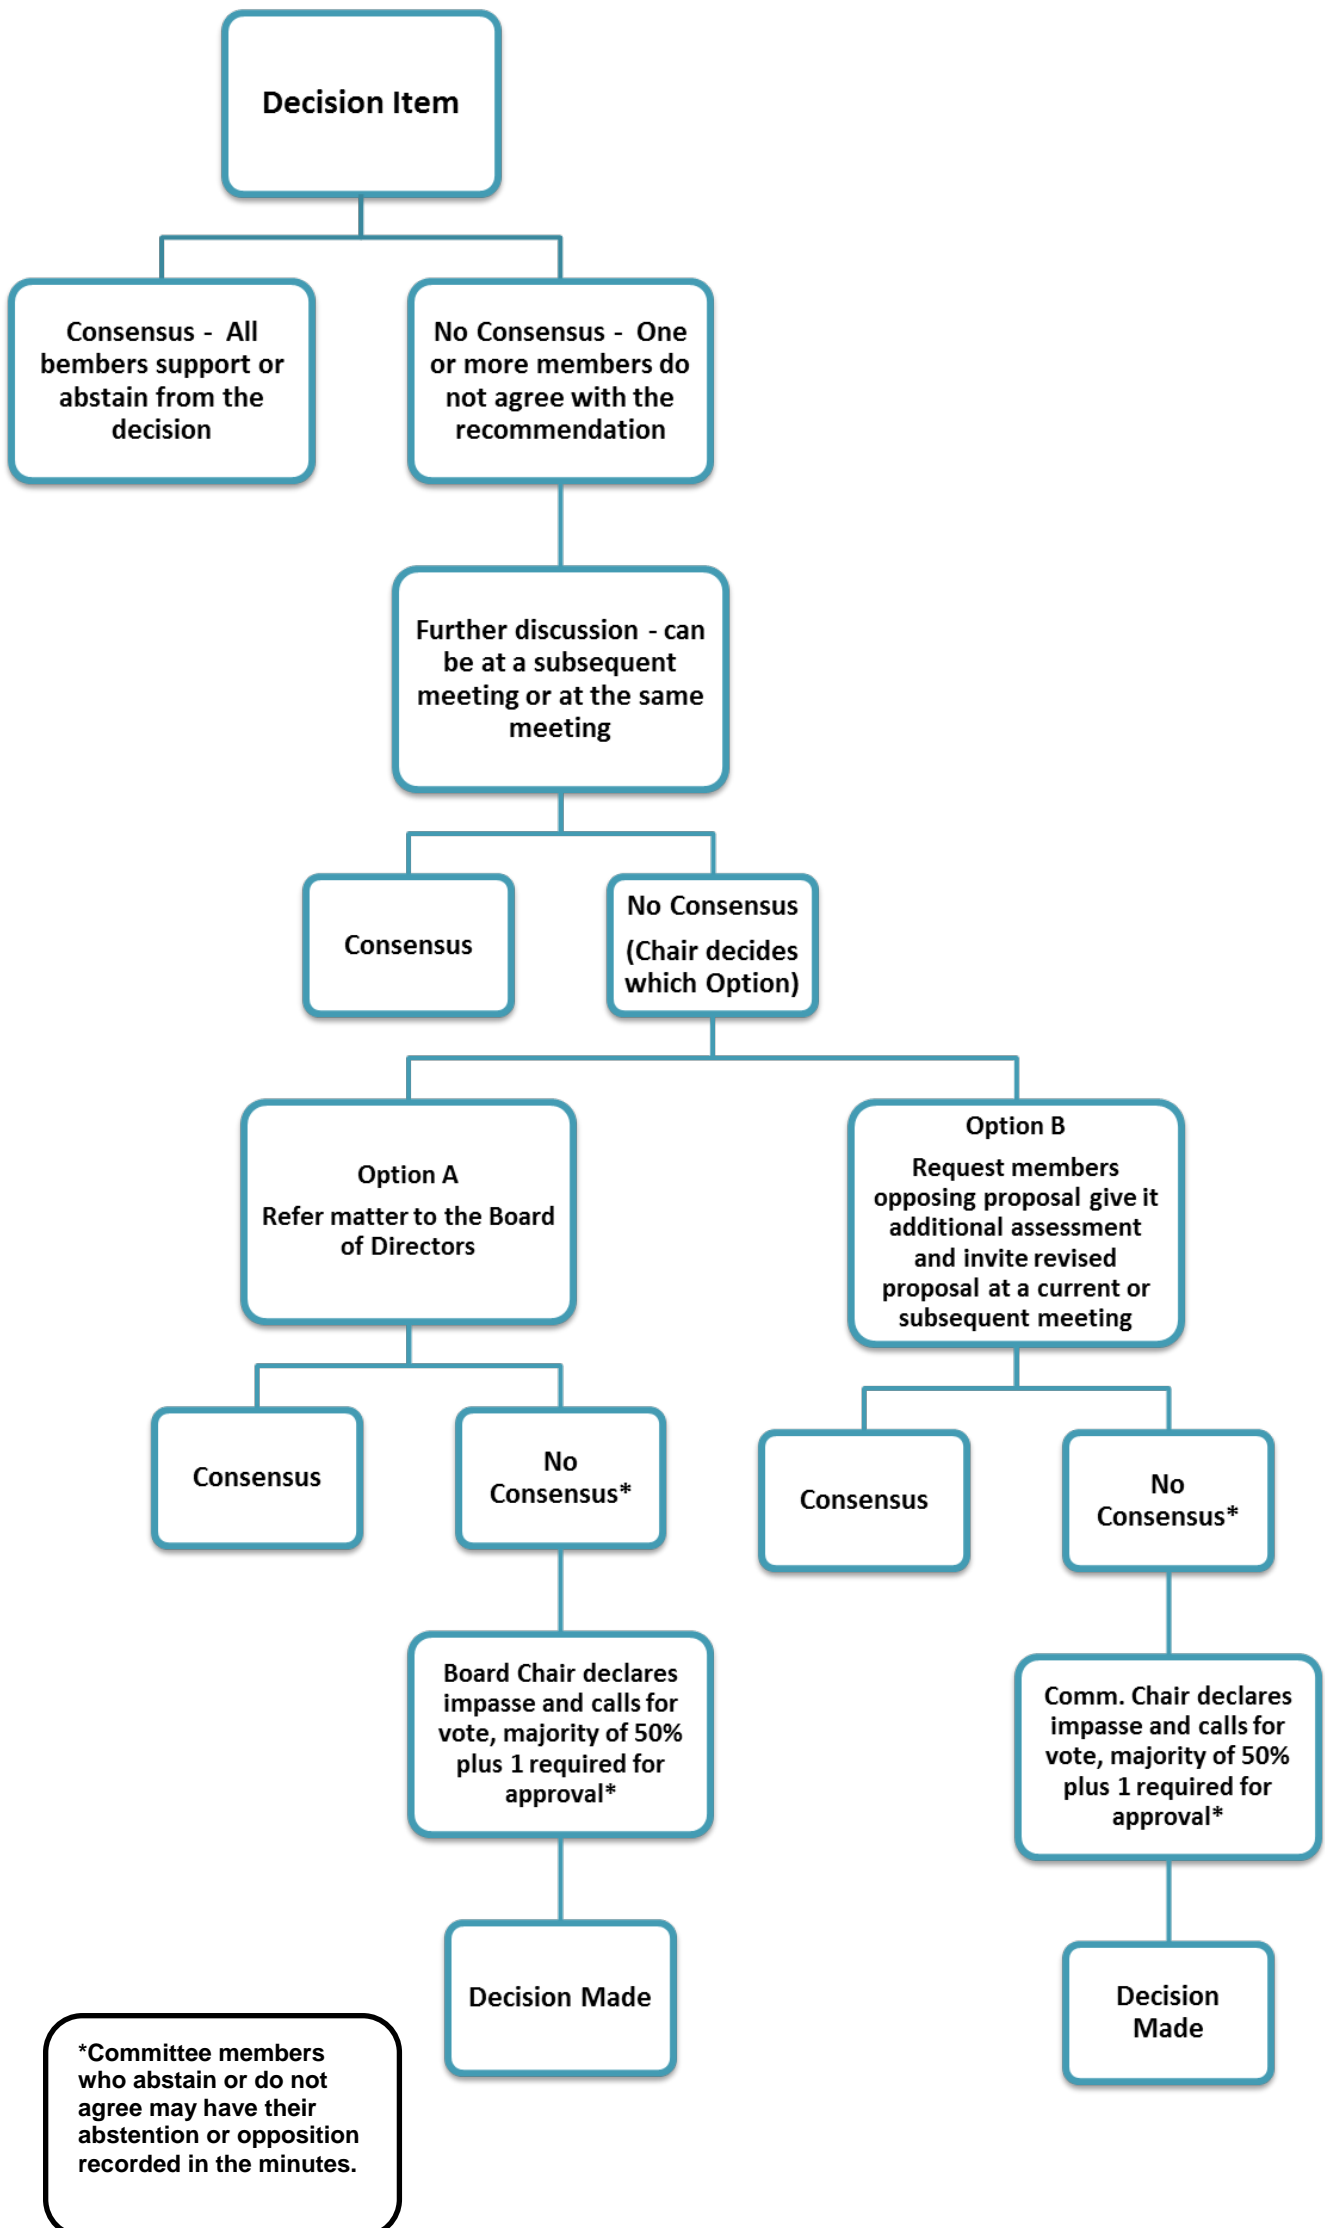 Decision Item
Consensus -  All
bembers support or
abstain from the
decision
No Consensus -  One
or more members do
not agree with the
recommendation
Further discussion - can
be at a subsequent
meeting or at the same
meeting
Consensus
No Consensus
(Chair decides
which Option)
Option A
Refer matter to the Board
of Directors
Option B
Request members
opposing proposal give it
additional assessment
and invite revised
proposal at a current or
subsequent meeting
Consensus
No
Consensus*
Consensus
No
Consensus*
Board Chair declares
impasse and calls for
vote, majority of 50%
plus 1 required for
approval*
Comm. Chair declares
impasse and calls for
vote, majority of 50%
plus 1 required for
approval*
Decision Made
Decision
Made
*Committee members
who abstain or do not
agree may have their
abstention or opposition
recorded in the minutes.